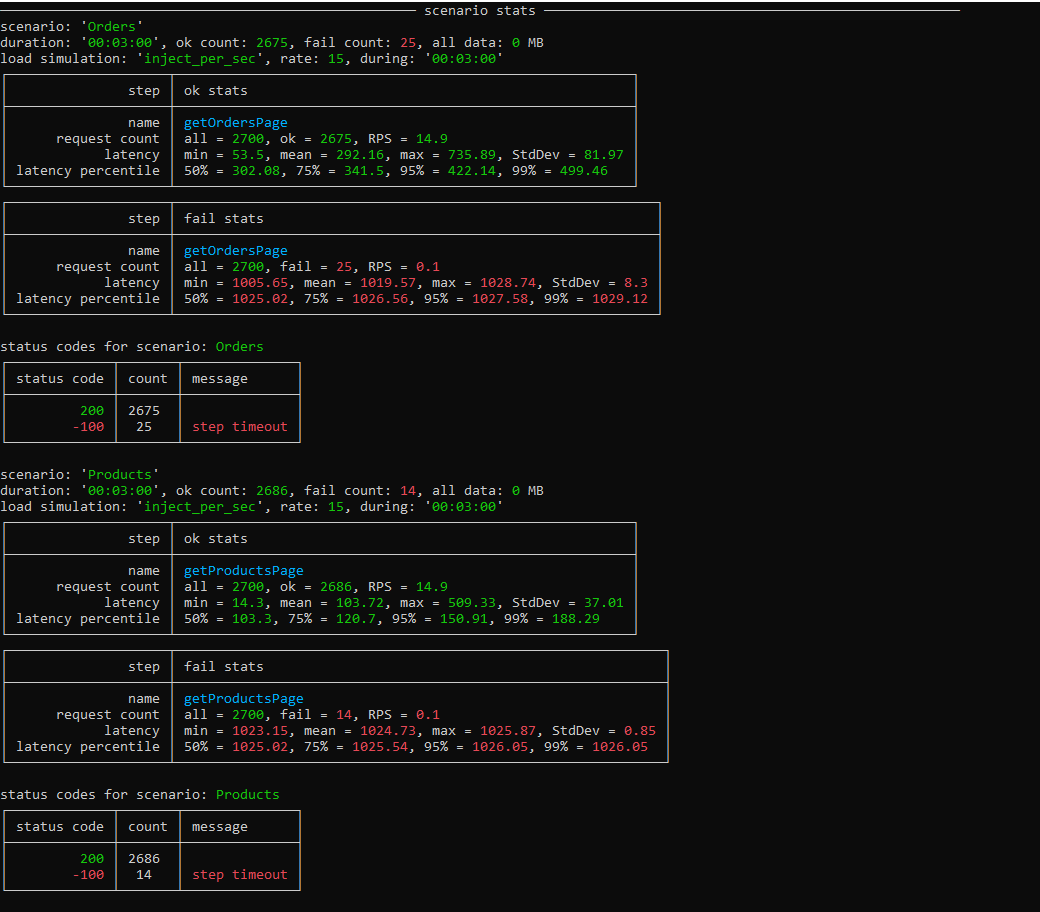 scenario stats
scenario: 'Orders'
duration: '00:03:00', ok count: 2675, fail count: 25, all data: 0 MB
load simulation: 'inject_per_sec', rate: 15, during: '00:03:00'
step ok stats
name getOrdersPage
request count all = 2700, ok = 2675, RPS = 14.9
latency min = 53.5, mean = 292.16, max = 735.89, StdDev = 81.97
latency percentile 50% = 302.08, 75% = 341.5, 95% = 422.14, 99% = 499.46
step fail stats
name getOrdersPage
request count all = 2700, fail = 25, RPS = 0.1
latency min = 1005.65, mean = 1019.57, max = 1028.74, StdDev = 8.3
latency percentile 50% = 1025.02, 75% = 1026.56, 95% = 1027.58, 99% = 1029.12
status codes for scenario: Orders
status code count message
200 2675
-100 25 step timeout
scenario: 'Products'
duration: '00:03:00', ok count: 2686, fail count: 14, all data: 0 MB
load simulation: 'inject_per_sec', rate: 15, during: '00:03:00'
step ok stats
name getProductsPage
request count all = 2700, ok = 2686, RPS = 14.9
latency min = 14.3, mean = 103.72, max = 509.33, StdDev = 37.01
latency percentile 50% = 103.3, 75% = 120.7, 95% = 150.91, 99% = 188.29
step fail stats
name getProductsPage
request count all = 2700, fail = 14, RPS = 0.1
latency min = 1023.15, mean = 1024.73, max = 1025.87, StdDev = 0.85
latency percentile 50% = 1025.02, 75% = 1025.54, 95% = 1026.05, 99% = 1026.05
status codes for scenario: Products
status code count message
200 2686
-100 14 step timeout